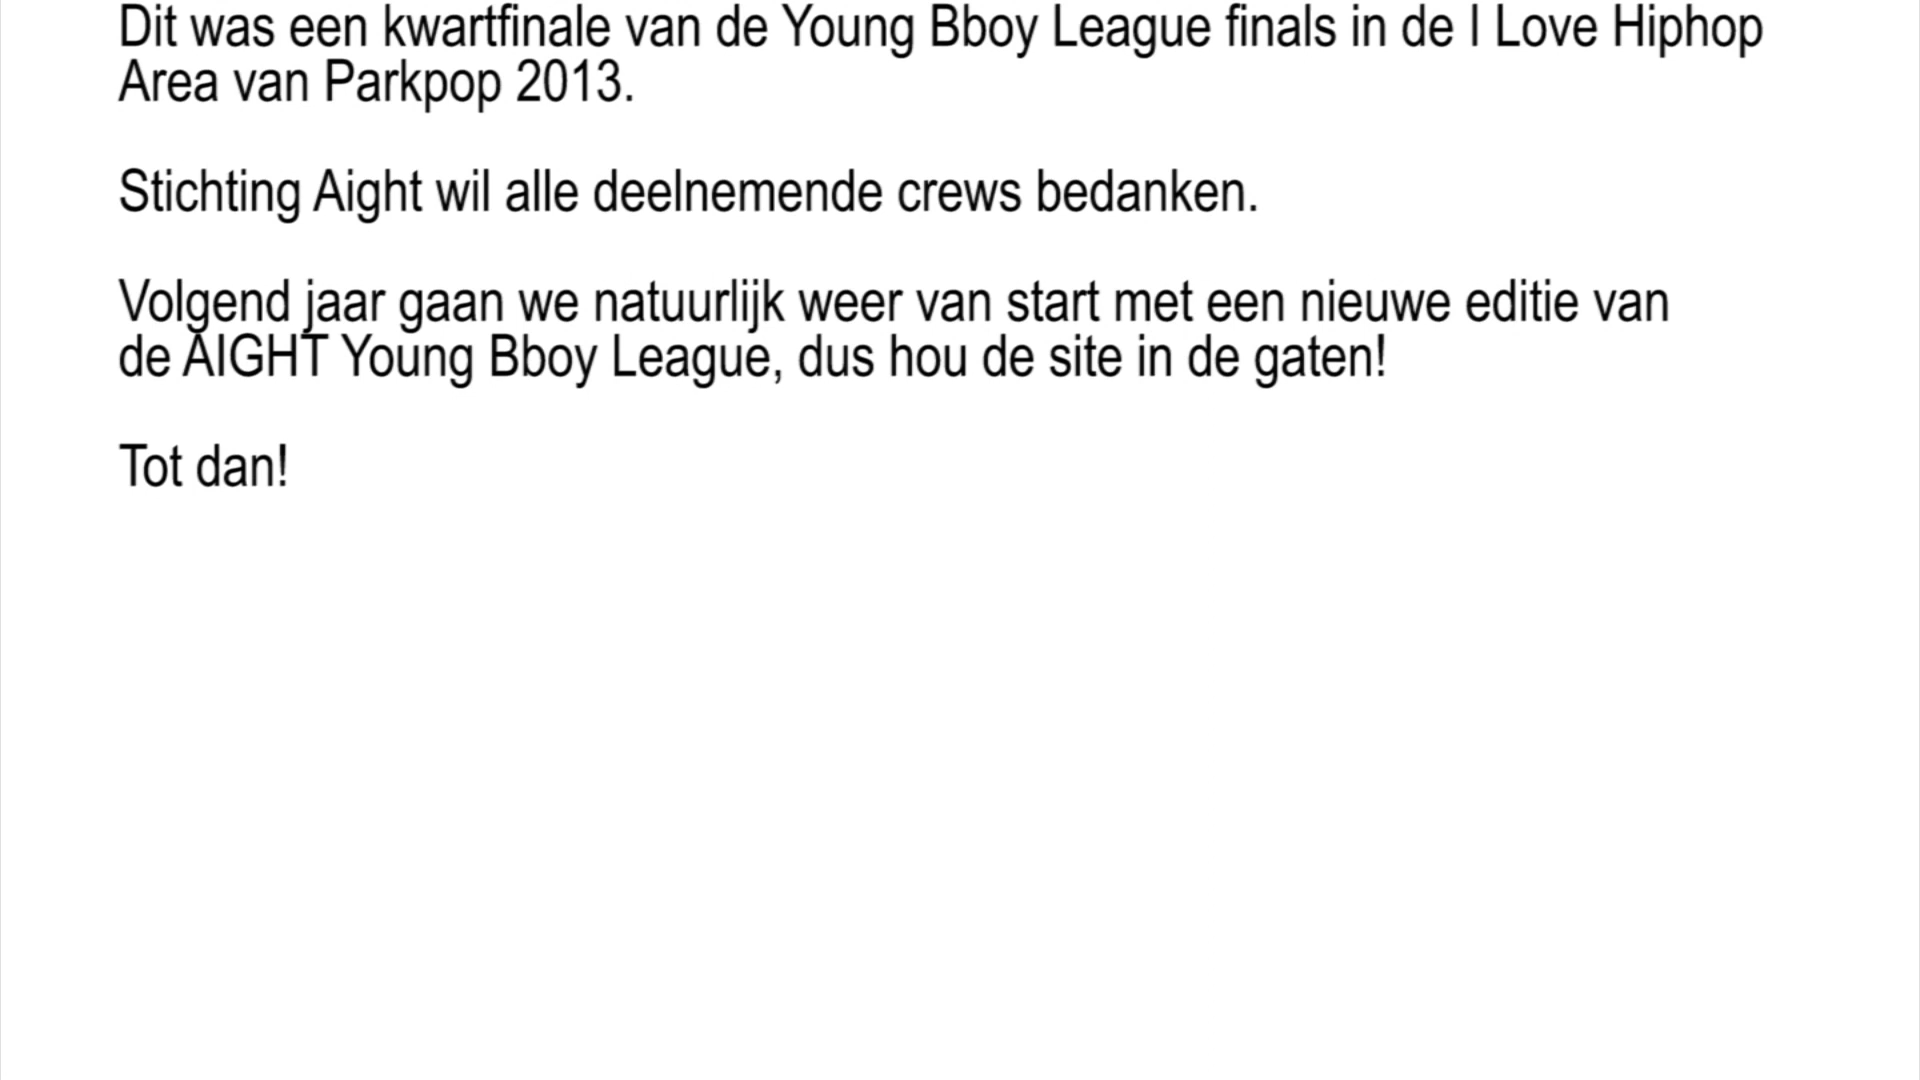 Dit was een kwartfinale van de Young Bboy League finals in de I Love Hiphop
Area van Parkpop 2013.
Stichting Aight wil alle deelnemende crews bedanken.
Volgend jaar gaan we natuurlijk weer van start met een nieuwe editie van
de AIGHT Young Bboy League, dus hou de site in de gaten!
Tot dan!